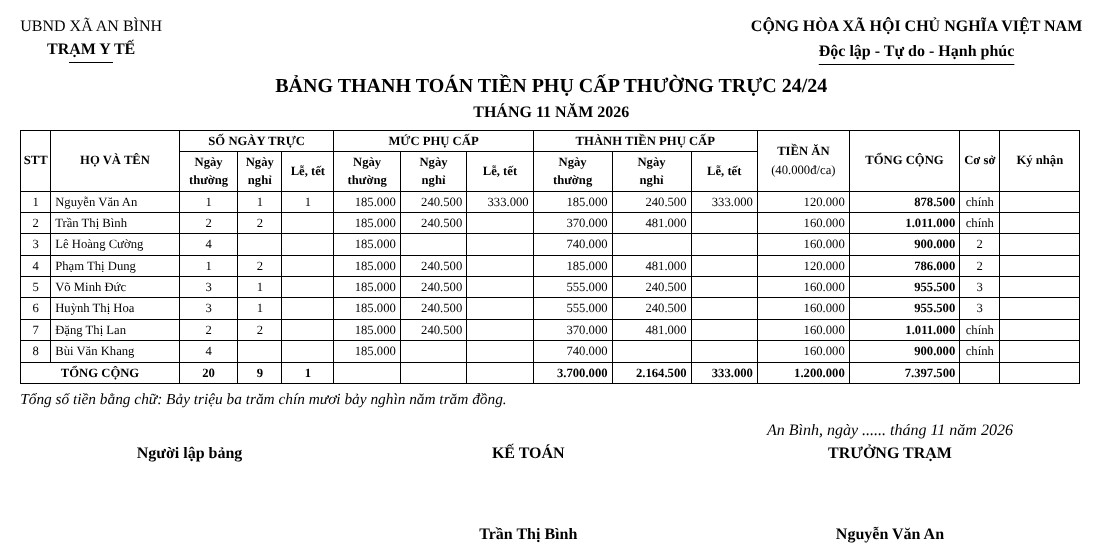 UBND XÃ AN BÌNH
TRẠM Y TẾ
CỘNG HÒA XÃ HỘI CHỦ NGHĨA VIỆT NAM
Độc lập - Tự do - Hạnh phúc
BẢNG THANH TOÁN TIỀN PHỤ CẤP THƯỜNG TRỰC 24/24
THÁNG 11 NĂM 2026
STT HỌ VÀ TÊN SỐ NGÀY TRỰC MỨC PHỤ CẤP THÀNH TIỀN PHỤ CẤP TIỀN ĂN (40.000đ/ca) TỔNG CỘNG Cơ sở Ký nhận
Ngày thường Ngày nghỉ Lễ, tết Ngày thường Ngày nghỉ Lễ, tết Ngày thường Ngày nghỉ Lễ, tết
1 Nguyễn Văn An 1 1 1 185.000 240.500 333.000 185.000 240.500 333.000 120.000 878.500 chính
2 Trần Thị Bình 2 2 185.000 240.500 370.000 481.000 160.000 1.011.000 chính
3 Lê Hoàng Cường 4 185.000 740.000 160.000 900.000 2
4 Phạm Thị Dung 1 2 185.000 240.500 185.000 481.000 120.000 786.000 2
5 Võ Minh Đức 3 1 185.000 240.500 555.000 240.500 160.000 955.500 3
6 Huỳnh Thị Hoa 3 1 185.000 240.500 555.000 240.500 160.000 955.500 3
7 Đặng Thị Lan 2 2 185.000 240.500 370.000 481.000 160.000 1.011.000 chính
8 Bùi Văn Khang 4 185.000 740.000 160.000 900.000 chính
TỔNG CỘNG 20 9 1 3.700.000 2.164.500 333.000 1.200.000 7.397.500
Tổng số tiền bằng chữ: Bảy triệu ba trăm chín mươi bảy nghìn năm trăm đồng.
An Bình, ngày ...... tháng 11 năm 2026
Người lập bảng KẾ TOÁN TRƯỞNG TRẠM
Trần Thị Bình Nguyễn Văn An